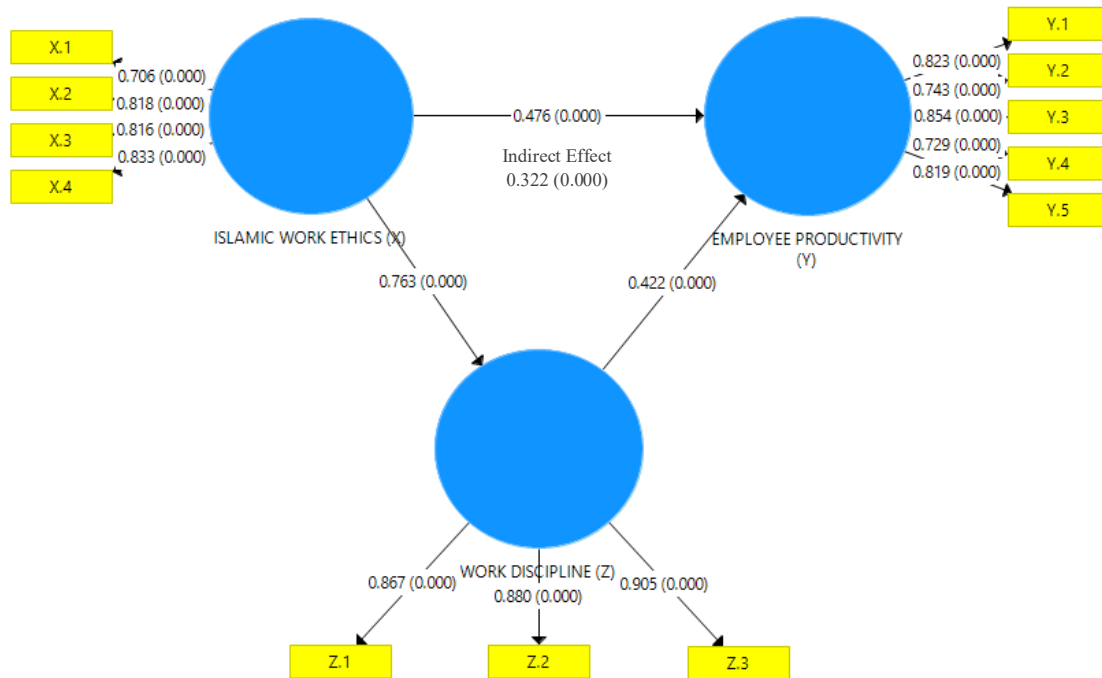 X.1
X.2
X.3
X.4
0.706 (0.000)
0.818 (0.000)
0.816 (0.000)
0.833 (0.000)
ISLAMIC WORK ETHICS (X)
0.476 (0.000)
Indirect Effect
0.322 (0.000)
Y.1
Y.2
Y.3
Y.4
Y.5
0.823 (0.000)
0.743 (0.000)
0.854 (0.000)
0.729 (0.000)
0.819 (0.000)
EMPLOYEE PRODUCTIVITY
(Y)
0.763 (0.000)
0.422 (0.000)
WORK DISCIPLINE (Z)
0.867 (0.000)
0.880 (0.000)
0.905 (0.000)
Z.1
Z.2
Z.3